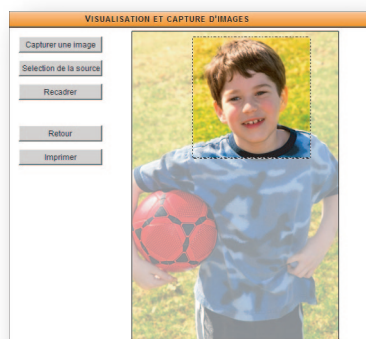 VISUALISATION ET CAPTURE D'IMAGES
Capturer une image
Selection de la source
Recadrer
Retour
Imprimer